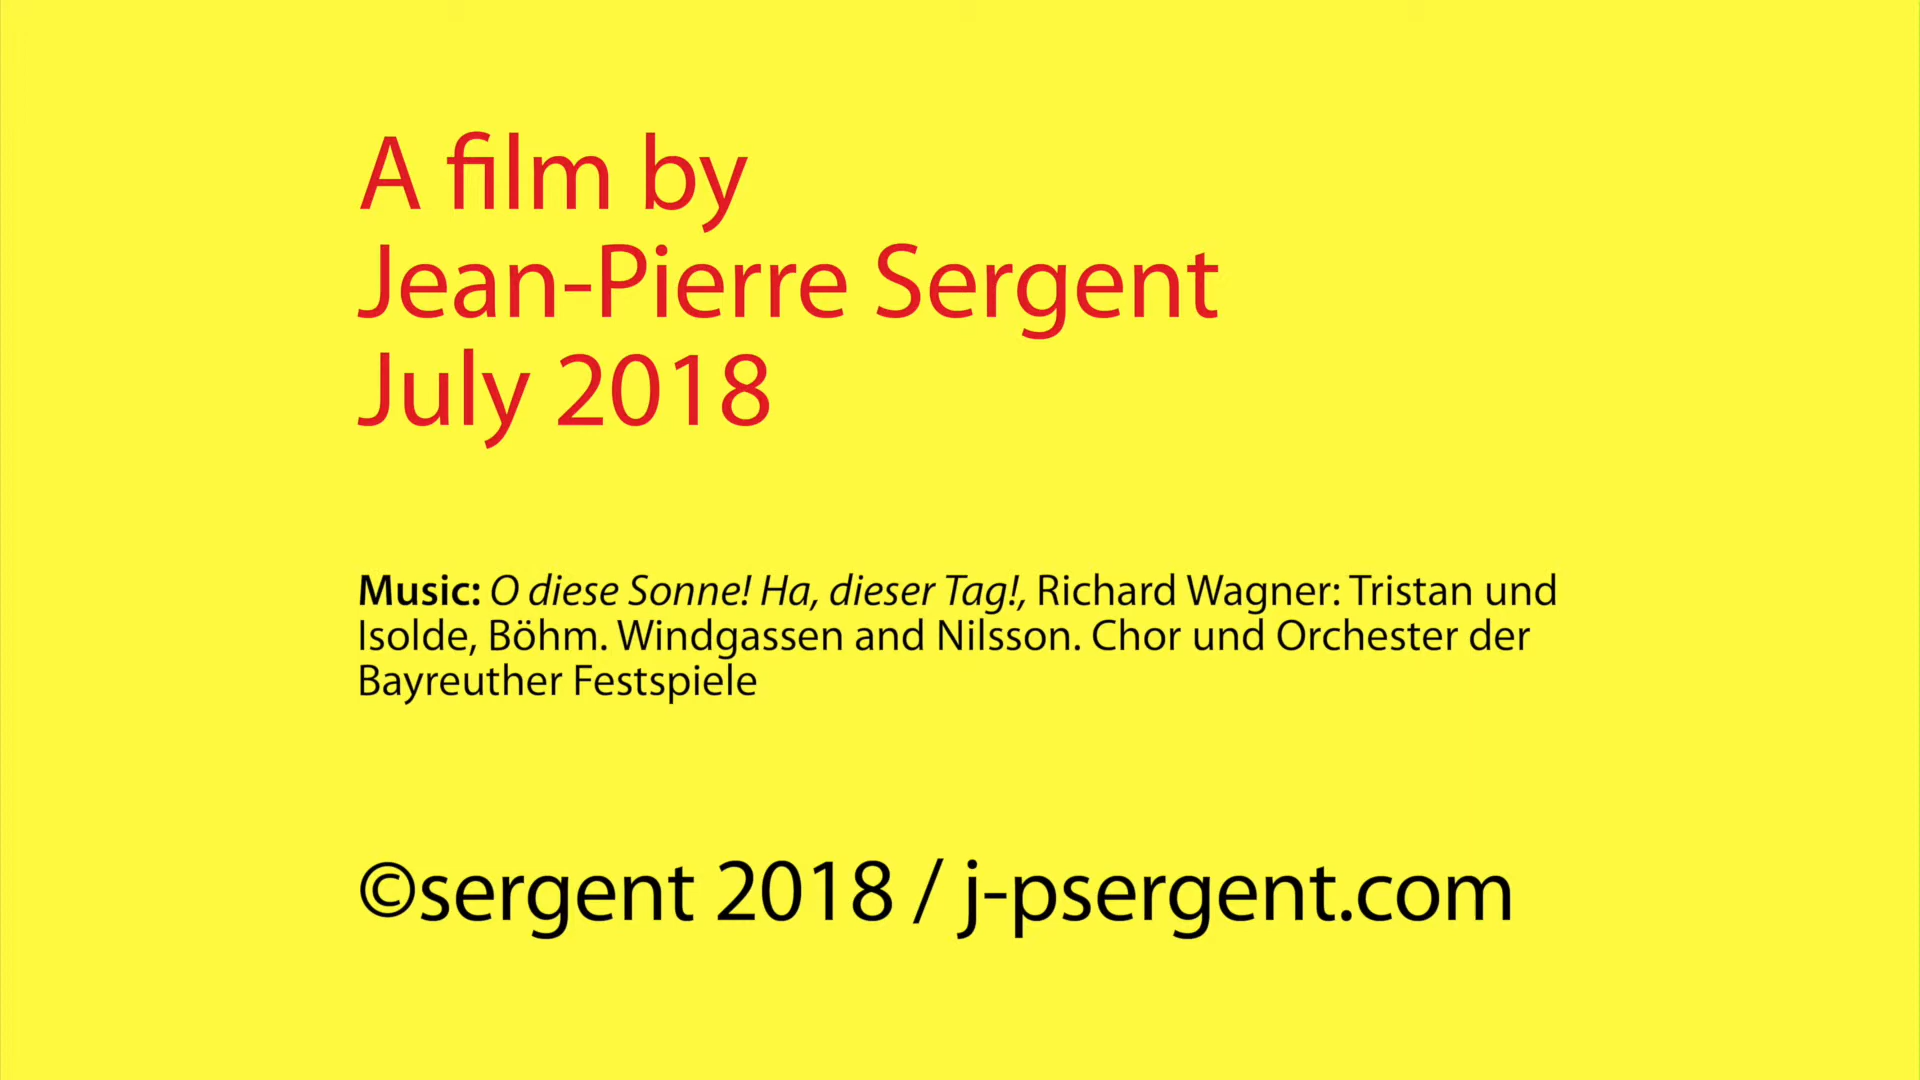 A film by
Jean-Pierre Sergent
July 2018
Music: O diese Sonne! Ha, dieser Tag!, Richard Wagner: Tristan und
Isolde, Böhm. Windgassen and Nilsson. Chor und Orchester der
Bayreuther Festspiele
©sergent 2018 / j-psergent.com